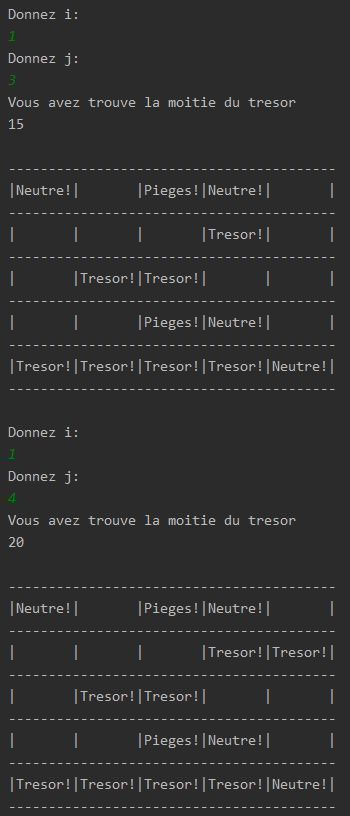 Donnez i:
1
Donnez j:
3
Vous avez trouve la moitie du tresor
15
-----------------------------------------
|Neutre!|       |Pieges!|Neutre!|       |
-----------------------------------------
|       |       |       |Tresor!|       |
-----------------------------------------
|       |Tresor!|Tresor!|       |       |
-----------------------------------------
|       |       |Pieges!|Neutre!|       |
-----------------------------------------
|Tresor!|Tresor!|Tresor!|Tresor!|Neutre!|
-----------------------------------------
Donnez i:
1
Donnez j:
4
Vous avez trouve la moitie du tresor
20
-----------------------------------------
|Neutre!|       |Pieges!|Neutre!|       |
-----------------------------------------
|       |       |       |Tresor!|Tresor!|
-----------------------------------------
|       |Tresor!|Tresor!|       |       |
-----------------------------------------
|       |       |Pieges!|Neutre!|       |
-----------------------------------------
|Tresor!|Tresor!|Tresor!|Tresor!|Neutre!|
-----------------------------------------